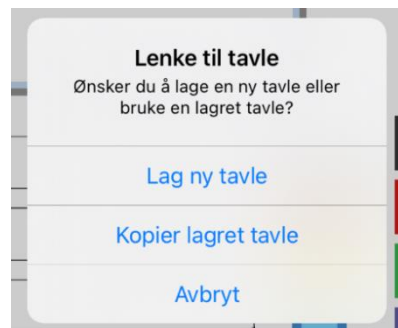 Lenke til tavle
Ønsker du å lage en ny tavle eller
bruke en lagret tavle?
Lag ny tavle
Kopier lagret tavle
Avbryt